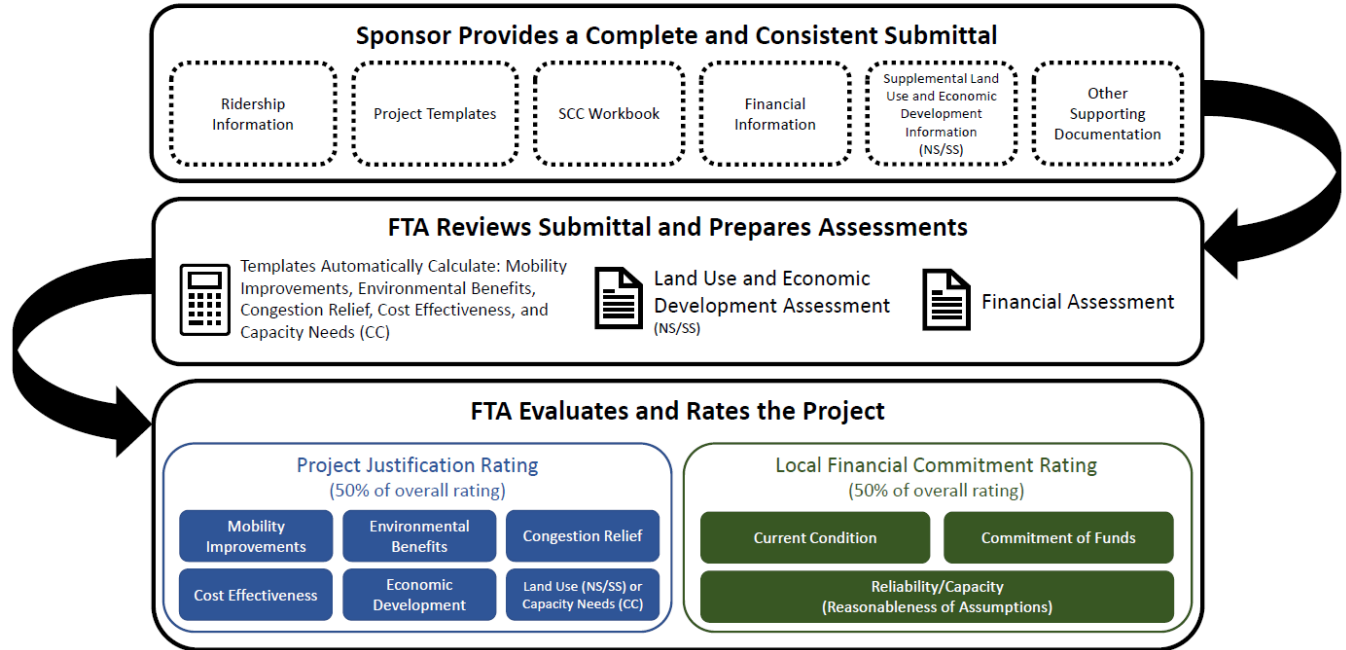 Sponsor Provides a Complete and Consistent Submittal
Ridership
Information
Project Templates
SCC Workbook
Financial
Information
Supplemental Land
Use and Economic
Development
Information
(NS/SS)
Other
Supporting
Documentation
FTA Reviews Submittal and Prepares Assessments
Templates Automatically Calculate: Mobility
Improvements, Environmental Benefits,
Congestion Relief, Cost Effectiveness, and
Capacity Needs (CC)
Land Use and Economic
Development Assessment
(NS/SS)
Financial Assessment
FTA Evaluates and Rates the Project
Project Justification Rating
(50% of overall rating)
Mobility
Improvements
Environmental
Benefits
Congestion Relief
Cost Effectiveness
Economic
Development
Land Use (NS/SS) or
Capacity Needs (CC)
Local Financial Commitment Rating
(50% of overall rating)
Current Condition
Commitment of Funds
Reliability/Capacity
(Reasonableness of Assumptions)